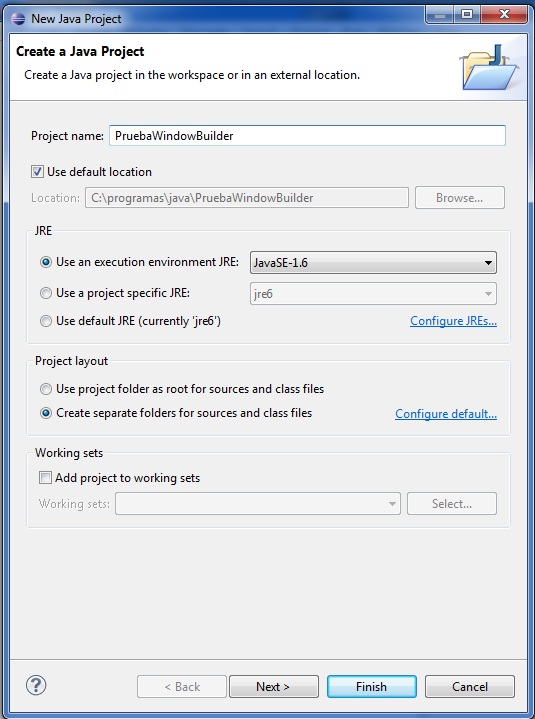 New Java Project
Create a Java Project
Create a Java project in the workspace or in an external location.
Project name: PruebaWindowBuilder
Use default location
Location: C:\programas\java\PruebaWindowBuilder Browse...
JRE
Use an execution environment JRE: JavaSE-1.6
Use a project specific JRE: jre6
Use default JRE (currently 'jre6') Configure JREs...
Project layout
Use project folder as root for sources and class files
Create separate folders for sources and class files Configure default...
Working sets
Add project to working sets
Working sets: Select...
? < Back Next > Finish Cancel